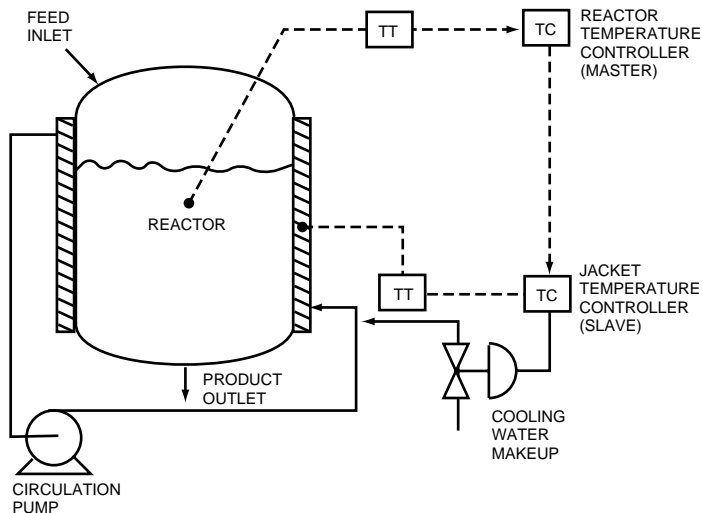 FEED
INLET
TT
TC
REACTOR
TEMPERATURE
CONTROLLER
(MASTER)
REACTOR
TT
TC
JACKET
TEMPERATURE
CONTROLLER
(SLAVE)
PRODUCT
OUTLET
COOLING
WATER
MAKEUP
CIRCULATION
PUMP